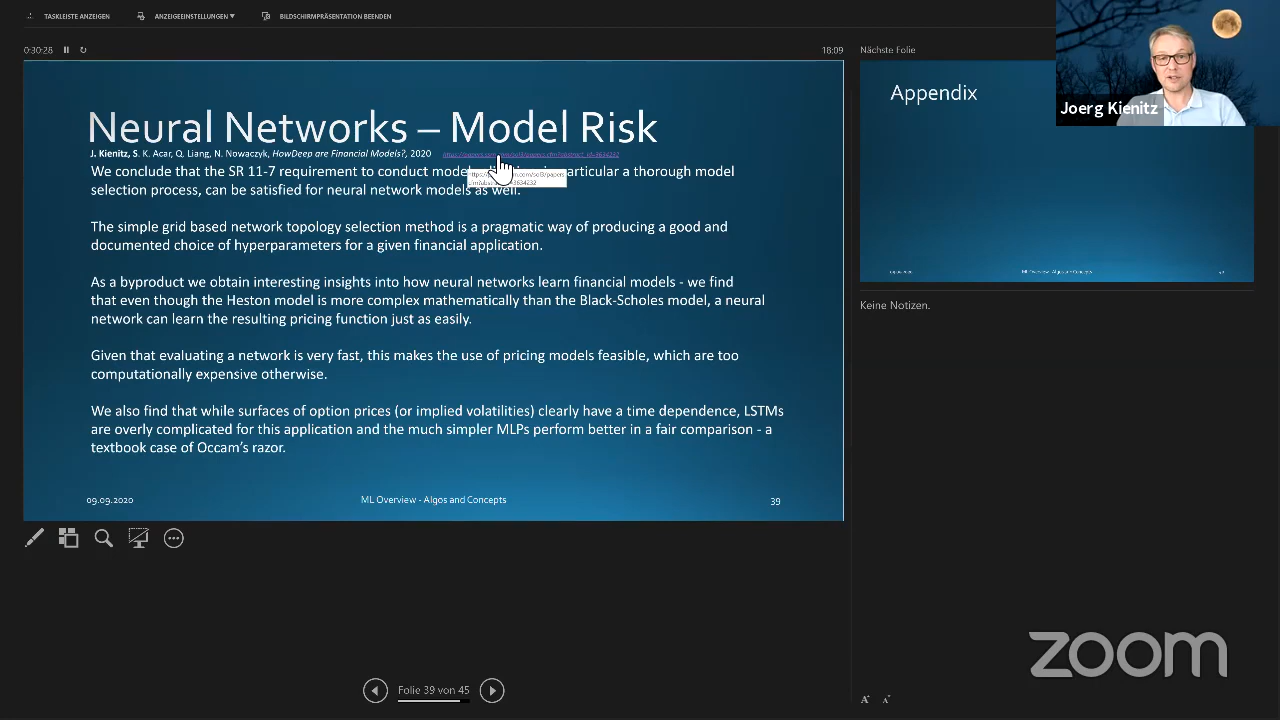 TASKLEISTE ANZEIGEN
ANZEIGEEINSTELLUNGEN ▾
BILDSCHIRMPRÄSENTATION BEENDEN
0:30:28
18:09
Neural Networks – Model Risk
J. Kienitz, S. K. Acar, Q. Liang, N. Nowaczyk, HowDeep are Financial Models?, 2020
We conclude that the SR 11-7 requirement to conduct model particular a thorough model
selection process, can be satisfied for neural network models as well.
The simple grid based network topology selection method is a pragmatic way of producing a good and
documented choice of hyperparameters for a given financial application.
As a byproduct we obtain interesting insights into how neural networks learn financial models - we find
that even though the Heston model is more complex mathematically than the Black-Scholes model, a neural
network can learn the resulting pricing function just as easily.
Given that evaluating a network is very fast, this makes the use of pricing models feasible, which are too
computationally expensive otherwise.
We also find that while surfaces of option prices (or implied volatilities) clearly have a time dependence, LSTMs
are overly complicated for this application and the much simpler MLPs perform better in a fair comparison - a
textbook case of Occam's razor.
09.09.2020
ML Overview - Algos and Concepts
39
Folie 39 von 45
Nächste Folie
Appendix
09.09.2020
ML Overview - Algos and Concepts
Keine Notizen.
Joerg Kienitz
zoom
A
A